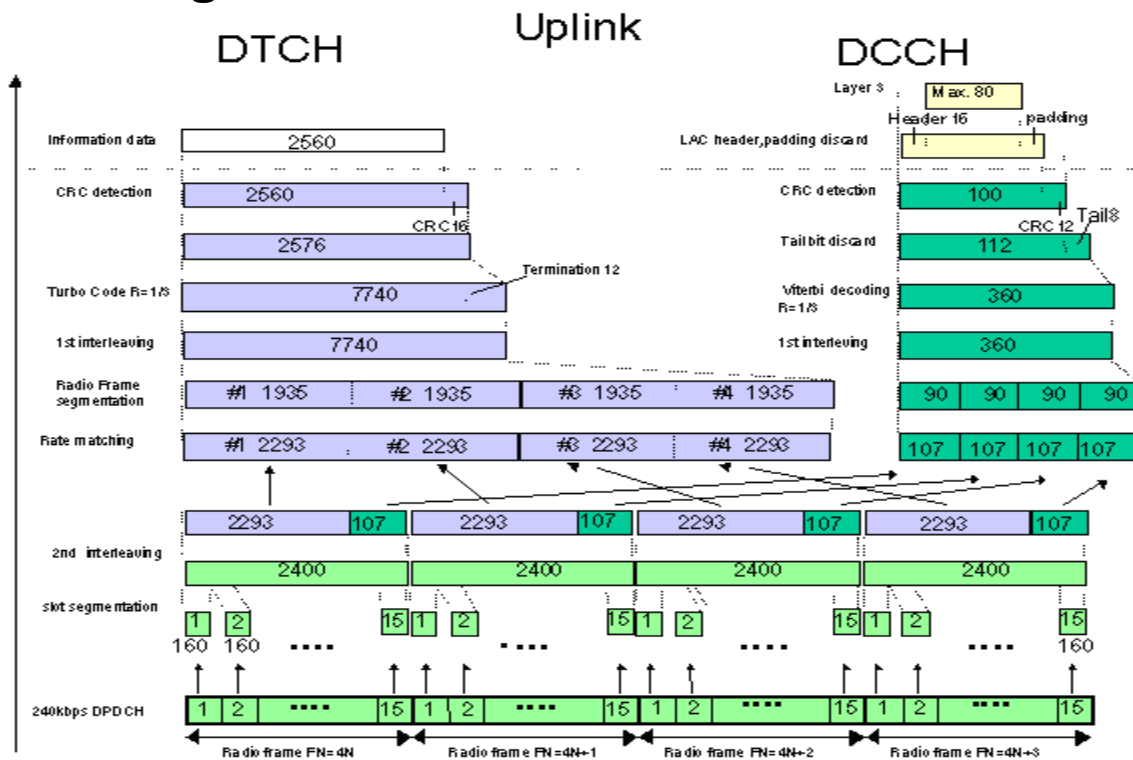 Uplink
DTCH DCCH
Layer 3 Max. 80
Header 16 padding
Information data 2560 LAC header,padding discard
CRC detection 2560 CRC detection 100
CRC 16 CRC 12 Tail8
2576 Tail bit discard 112
Termination 12
Turbo Code R=1/3 7740 Viterbi decoding R=1/3 360
1st interleaving 7740 1st interleving 360
Radio Frame segmentation #1 1935 #2 1935 #3 1935 #4 1935 90 90 90 90
Rate matching #1 2293 #2 2293 #3 2293 #4 2293 107 107 107 107
2293 107 2293 107 2293 107 2293 107
2nd interleaving
2400 2400 2400 2400
slot segmentation
1 2 15 1 2 15 1 2 15 1 2 15
160 160 .... .... .... .... 160
240kbps DPDCH 1 2 .... 15 1 2 .... 15 1 2 .... 15 1 2 .... 15
Radio frame FN=4N Radio frame FN=4N+1 Radio frame FN=4N+2 Radio frame FN=4N+3